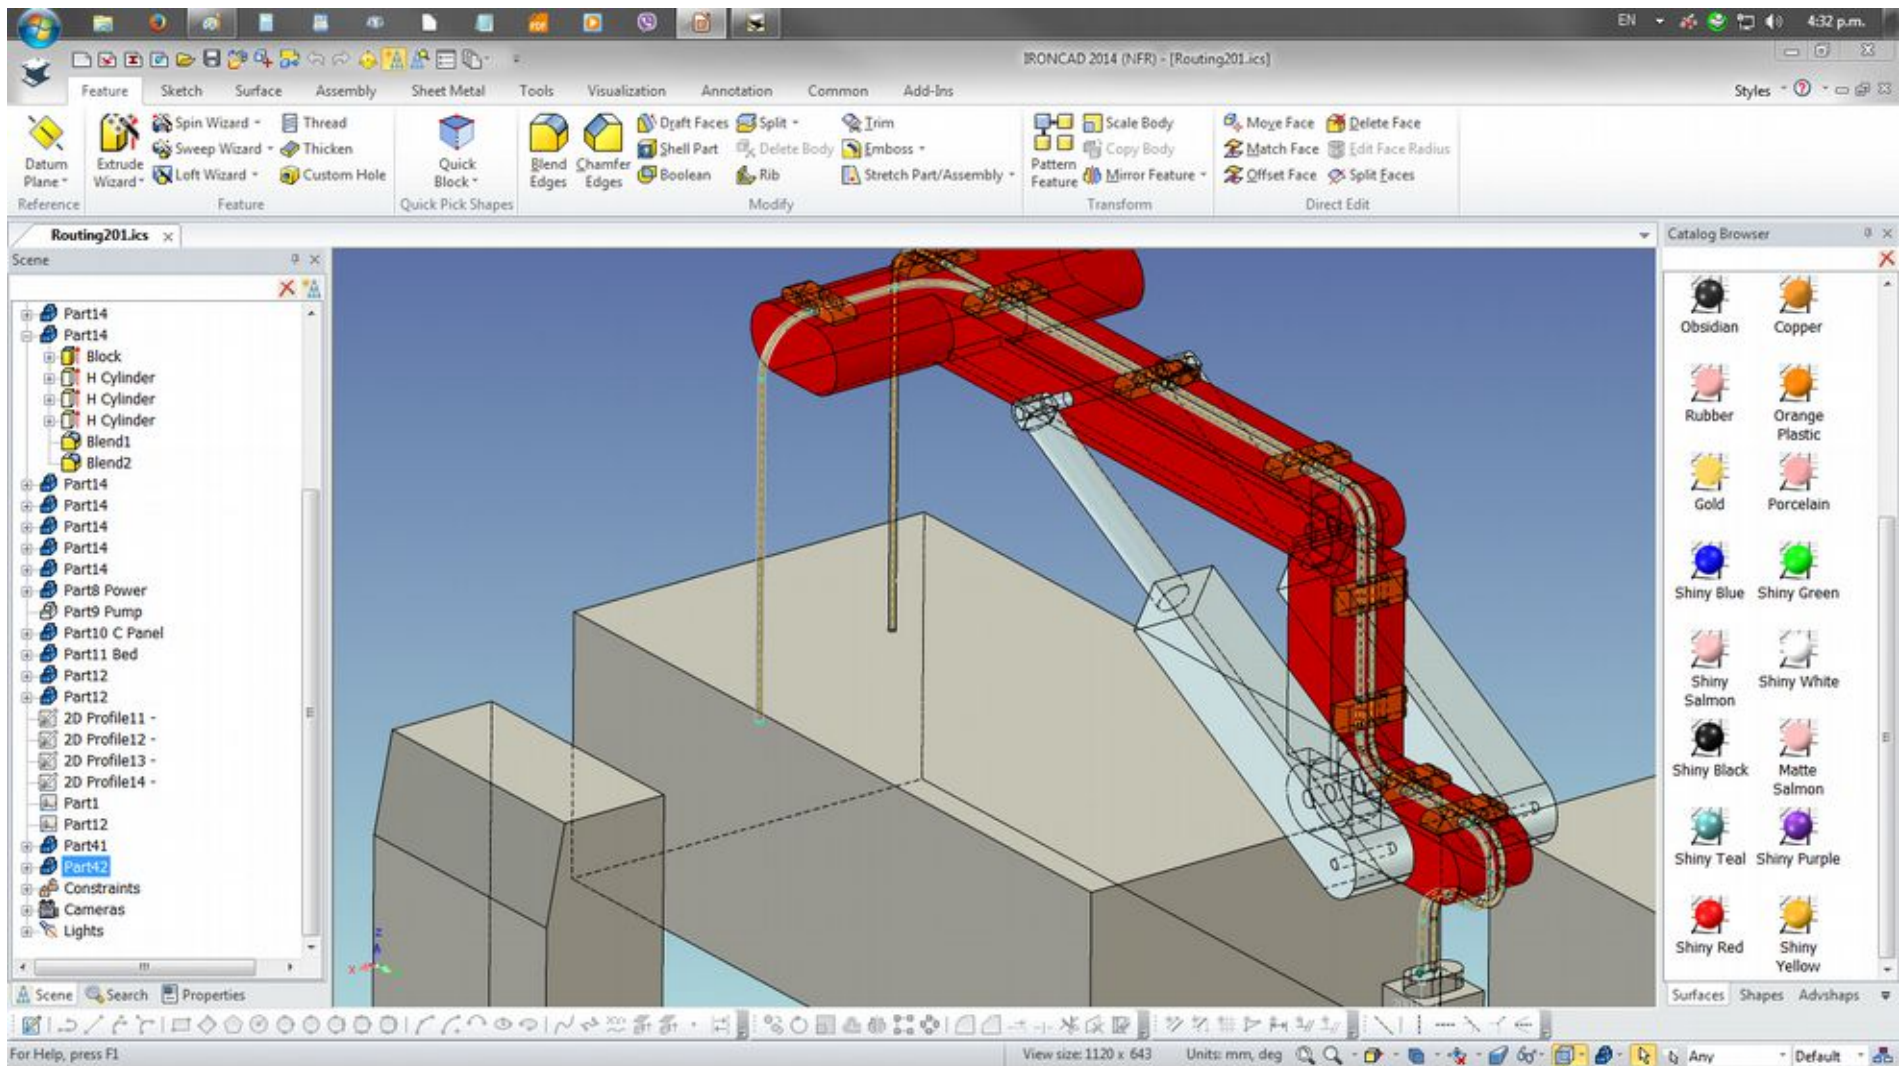 EN
4:32 p.m.
IRONCAD 2014 (NFR) - [Routing201.ics]
Feature
Sketch
Surface
Assembly
Sheet Metal
Tools
Visualization
Annotation
Common
Add-Ins
Styles
Datum
Plane
Extrude
Wizard
Spin Wizard
Sweep Wizard
Loft Wizard
Thread
Thicken
Custom Hole
Quick
Block
Blend
Edges
Chamfer
Edges
Draft Faces
Shell Part
Boolean
Split
Delete Body
Rib
Trim
Emboss
Stretch Part/Assembly
Pattern
Feature
Scale Body
Copy Body
Mirror Feature
Move Face
Match Face
Offset Face
Delete Face
Edit Face Radius
Split Faces
Reference
Feature
Quick Pick Shapes
Modify
Transform
Direct Edit
Routing201.ics
Scene
Part14
Part14
Block
H Cylinder
H Cylinder
H Cylinder
Blend1
Blend2
Part14
Part14
Part14
Part14
Part14
Part8 Power
Part9 Pump
Part10 C Panel
Part11 Bed
Part12
Part12
2D Profile11 -
2D Profile12 -
2D Profile13 -
2D Profile14 -
Part1
Part12
Part41
Part42
Constraints
Cameras
Lights
Scene
Search
Properties
Z
X
Catalog Browser
Obsidian
Copper
Rubber
Orange
Plastic
Gold
Porcelain
Shiny Blue
Shiny Green
Shiny
Salmon
Shiny White
Shiny Black
Matte
Salmon
Shiny Teal
Shiny Purple
Shiny Red
Shiny
Yellow
Surfaces
Shapes
Advshaps
For Help, press F1
View size: 1120 x 643
Units: mm, deg
Any
Default